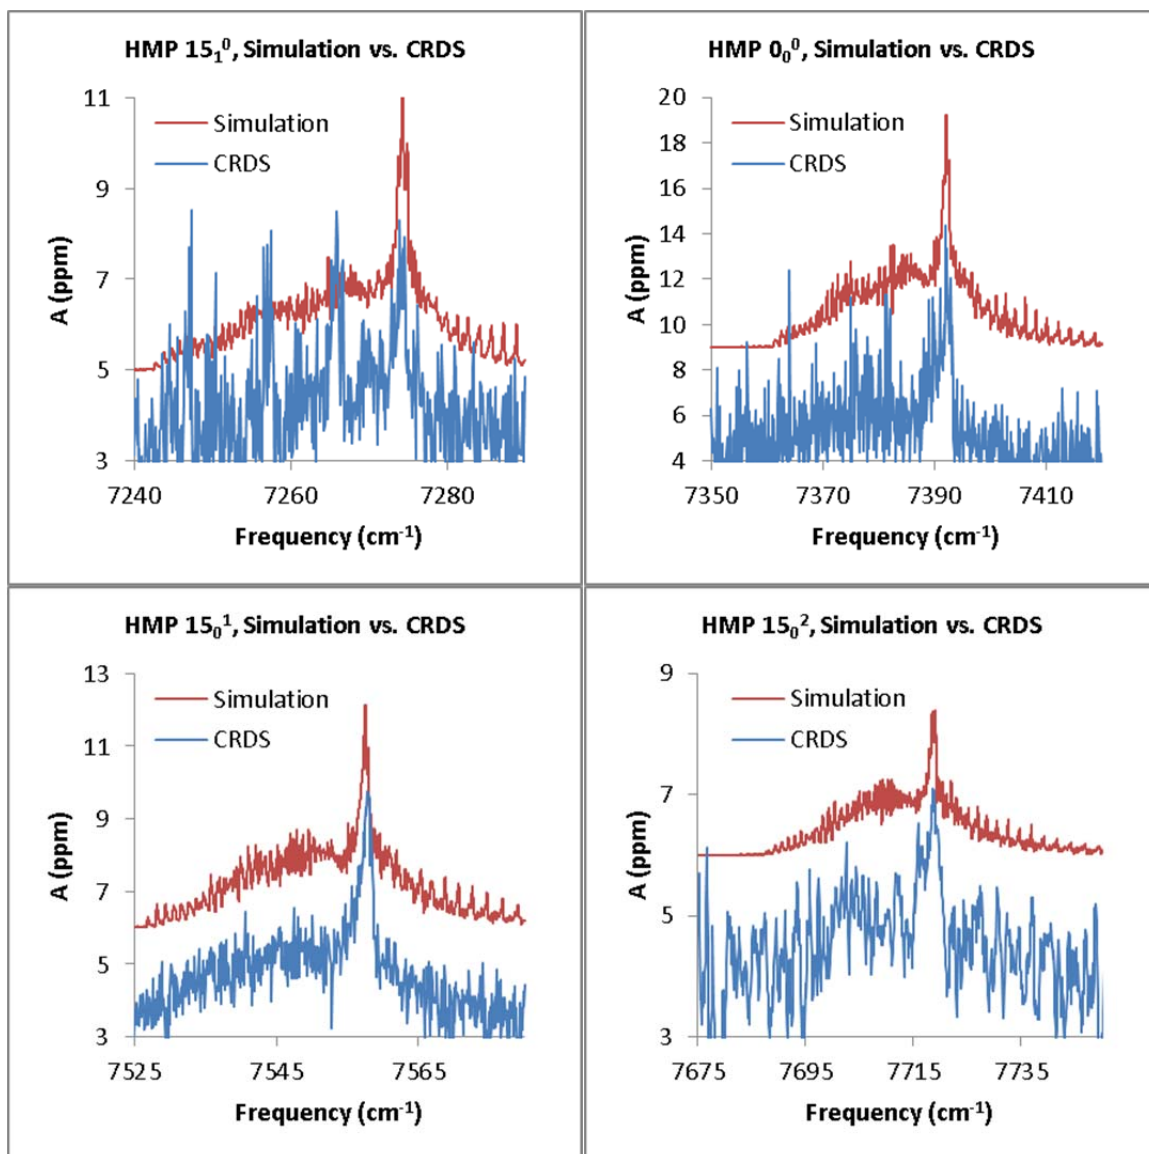 HMP 15₁⁰, Simulation vs. CRDS
11
9
7
5
3
Simulation
CRDS
A (ppm)
7240 7260 7280
Frequency (cm⁻¹)
HMP 0₀⁰, Simulation vs. CRDS
20
18
16
14
12
10
8
6
4
Simulation
CRDS
A (ppm)
7350 7370 7390 7410
Frequency (cm⁻¹)
HMP 15₀¹, Simulation vs. CRDS
13
11
9
7
5
3
Simulation
CRDS
A (ppm)
7525 7545 7565
Frequency (cm⁻¹)
HMP 15₀², Simulation vs. CRDS
9
7
5
3
Simulation
CRDS
A (ppm)
7675 7695 7715 7735
Frequency (cm⁻¹)